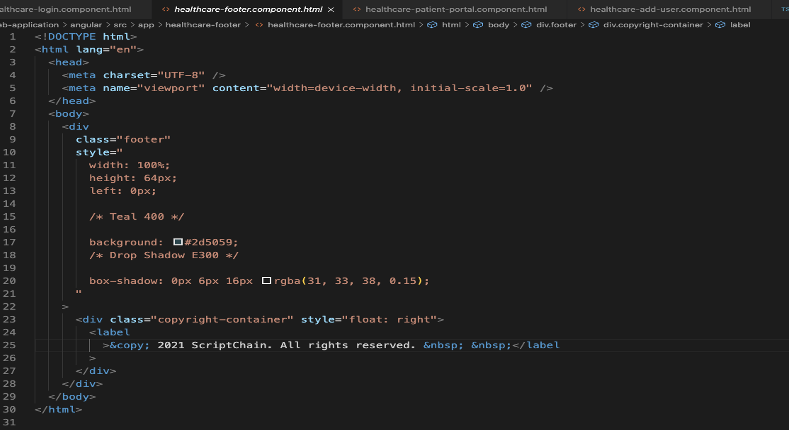 althcare-login.component.html <> healthcare-footer.component.html × <> healthcare-patient-portal.component.html <> healthcare-add-user.component.html TS
eb-application > angular > src > app > healthcare-footer > <> healthcare-footer.component.html > html > body > div.footer > div.copyright-container > label
1 <!DOCTYPE html>
2 <html lang="en">
3 <head>
4 <meta charset="UTF-8" />
5 <meta name="viewport" content="width=device-width, initial-scale=1.0" />
6 </head>
7 <body>
8 <div
9 class="footer"
10 style="
11 width: 100%;
12 height: 64px;
13 left: 0px;
14
15 /* Teal 400 */
16
17 background: #2d5059;
18 /* Drop Shadow E300 */
19
20 box-shadow: 0px 6px 16px rgba(31, 33, 38, 0.15);
21 "
22 >
23 <div class="copyright-container" style="float: right">
24 <label
25 >&copy; 2021 ScriptChain. All rights reserved. &nbsp; &nbsp;</label
26 >
27 </div>
28 </div>
29 </body>
30 </html>
31